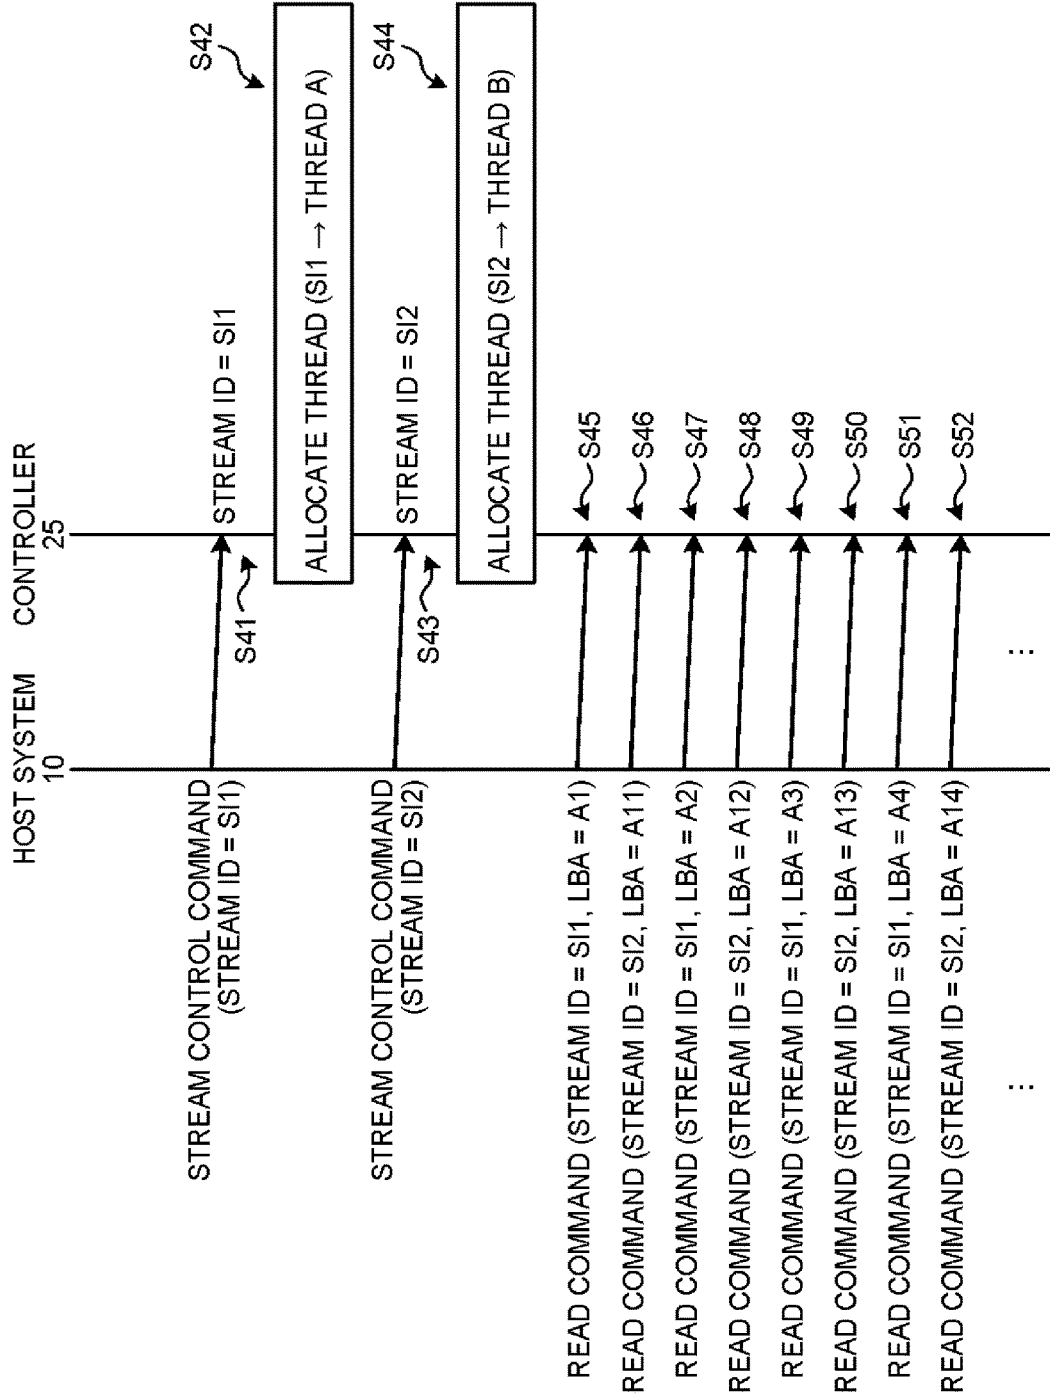 HOST SYSTEM CONTROLLER
10 25
STREAM CONTROL COMMAND
(STREAM ID = SI1)
STREAM ID = SI1
S41
S42
ALLOCATE THREAD (SI1 → THREAD A)
STREAM CONTROL COMMAND
(STREAM ID = SI2)
STREAM ID = SI2
S43
S44
ALLOCATE THREAD (SI2 → THREAD B)
READ COMMAND (STREAM ID = SI1, LBA = A1) S45
READ COMMAND (STREAM ID = SI2, LBA = A11) S46
READ COMMAND (STREAM ID = SI1, LBA = A2) S47
READ COMMAND (STREAM ID = SI2, LBA = A12) S48
READ COMMAND (STREAM ID = SI1, LBA = A3) S49
READ COMMAND (STREAM ID = SI2, LBA = A13) S50
READ COMMAND (STREAM ID = SI1, LBA = A4) S51
READ COMMAND (STREAM ID = SI2, LBA = A14) S52
... ...